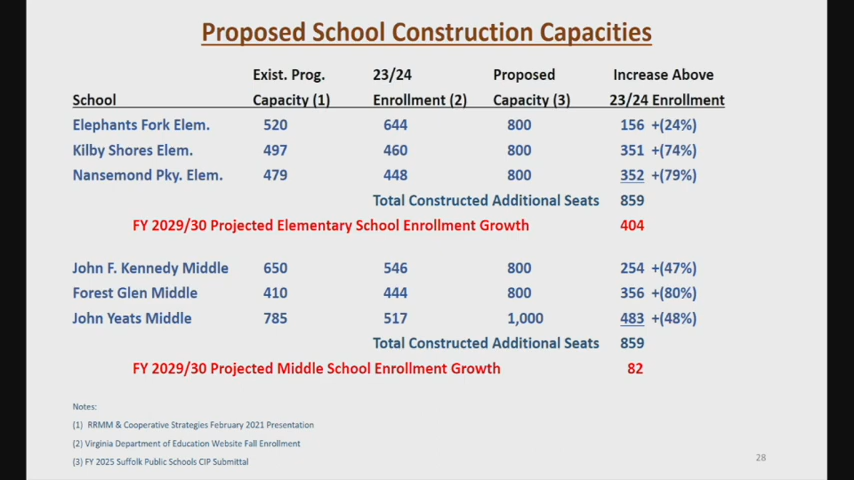 Proposed School Construction Capacities
Exist. Prog. 23/24 Proposed Increase Above
School Capacity (1) Enrollment (2) Capacity (3) 23/24 Enrollment
Elephants Fork Elem. 520 644 800 156 +(24%)
Kilby Shores Elem. 497 460 800 351 +(74%)
Nansemond Pky. Elem. 479 448 800 352 +(79%)
Total Constructed Additional Seats 859
FY 2029/30 Projected Elementary School Enrollment Growth 404
John F. Kennedy Middle 650 546 800 254 +(47%)
Forest Glen Middle 410 444 800 356 +(80%)
John Yeats Middle 785 517 1,000 483 +(48%)
Total Constructed Additional Seats 859
FY 2029/30 Projected Middle School Enrollment Growth 82
Notes:
(1) RRMM & Cooperative Strategies February 2021 Presentation
(2) Virginia Department of Education Website Fall Enrollment
(3) FY 2025 Suffolk Public Schools CIP Submittal
28